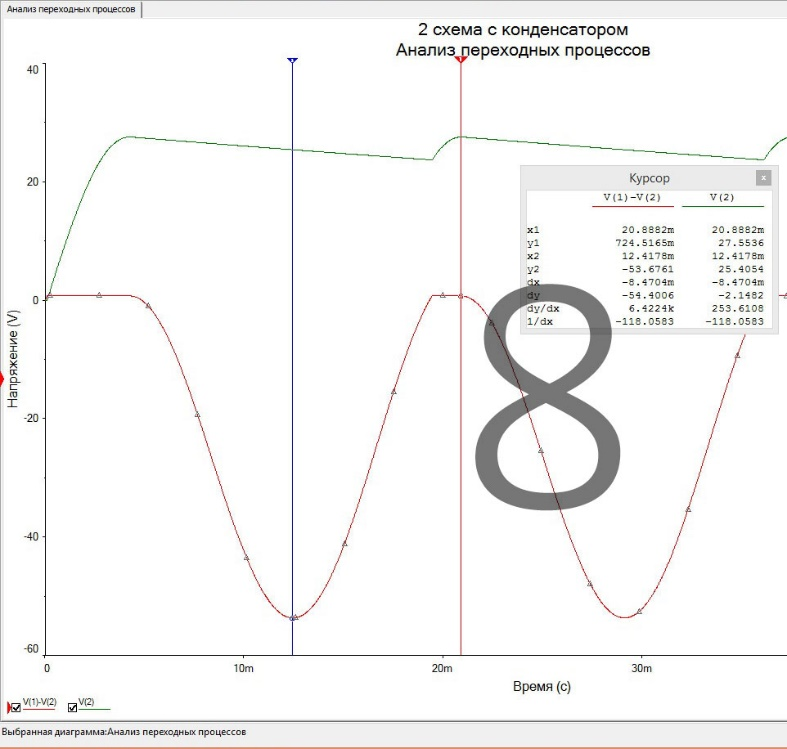 Анализ переходных процессов
2 схема с конденсатором
Анализ переходных процессов
40
20
0
-20
-40
-60
Напряжение (V)
0
10m
20m
30m
Время (с)
Курсор
x
V(1)-V(2) V(2)
x1 20.8882m 20.8882m
y1 724.5165m 27.5536
x2 12.4178m 12.4178m
y2 -53.6761 25.4054
dx -8.4704m -8.4704m
dy -54.4006 -2.1482
dy/dx 6.4224k 253.6108
1/dx -118.0583 -118.0583
8
V(1)-V(2) V(2)
Выбранная диаграмма:Анализ переходных процессов